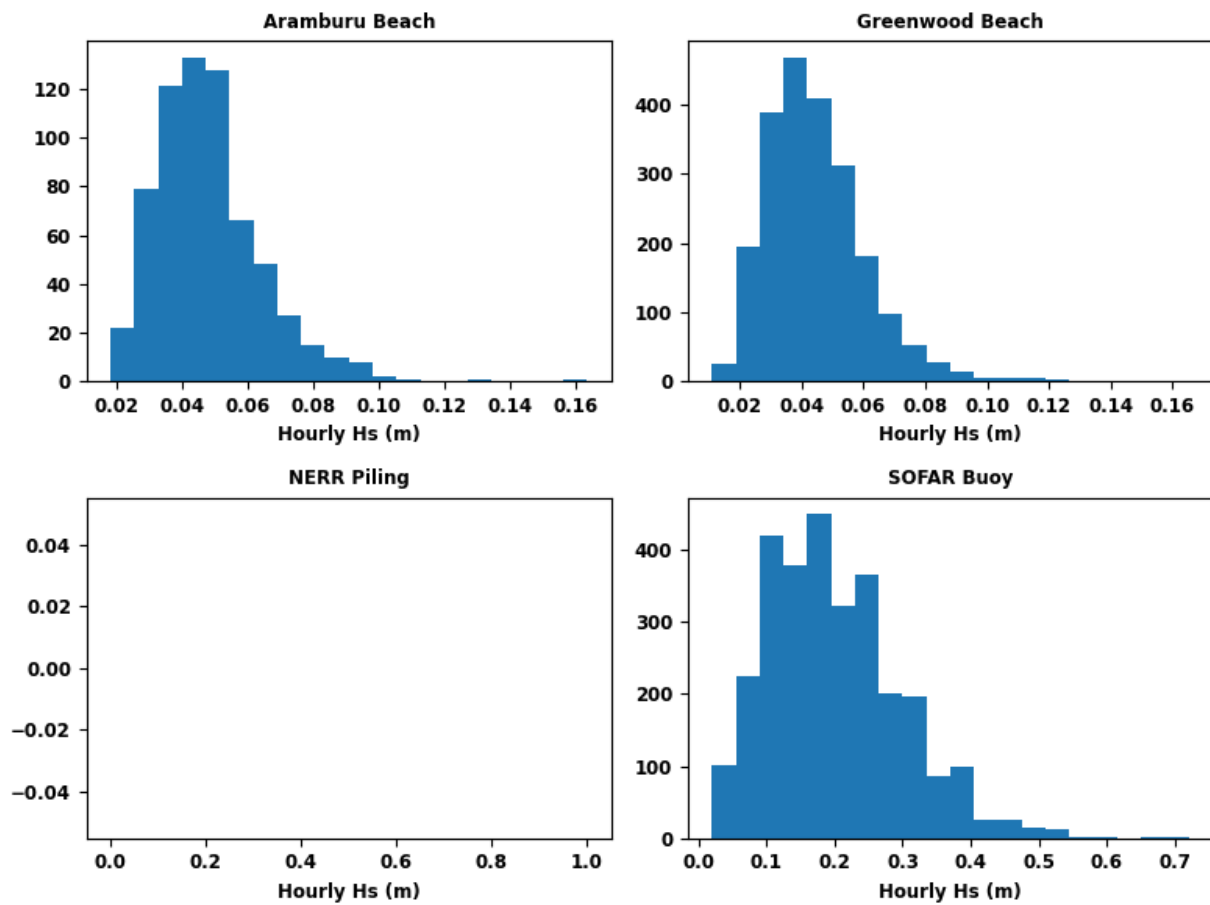 Aramburu Beach
120
100
80
60
40
20
0
0.02 0.04 0.06 0.08 0.10 0.12 0.14 0.16
Hourly Hs (m)
Greenwood Beach
400
300
200
100
0
0.02 0.04 0.06 0.08 0.10 0.12 0.14 0.16
Hourly Hs (m)
NERR Piling
0.04
0.02
0.00
−0.02
−0.04
0.0 0.2 0.4 0.6 0.8 1.0
Hourly Hs (m)
SOFAR Buoy
400
300
200
100
0
0.0 0.1 0.2 0.3 0.4 0.5 0.6 0.7
Hourly Hs (m)